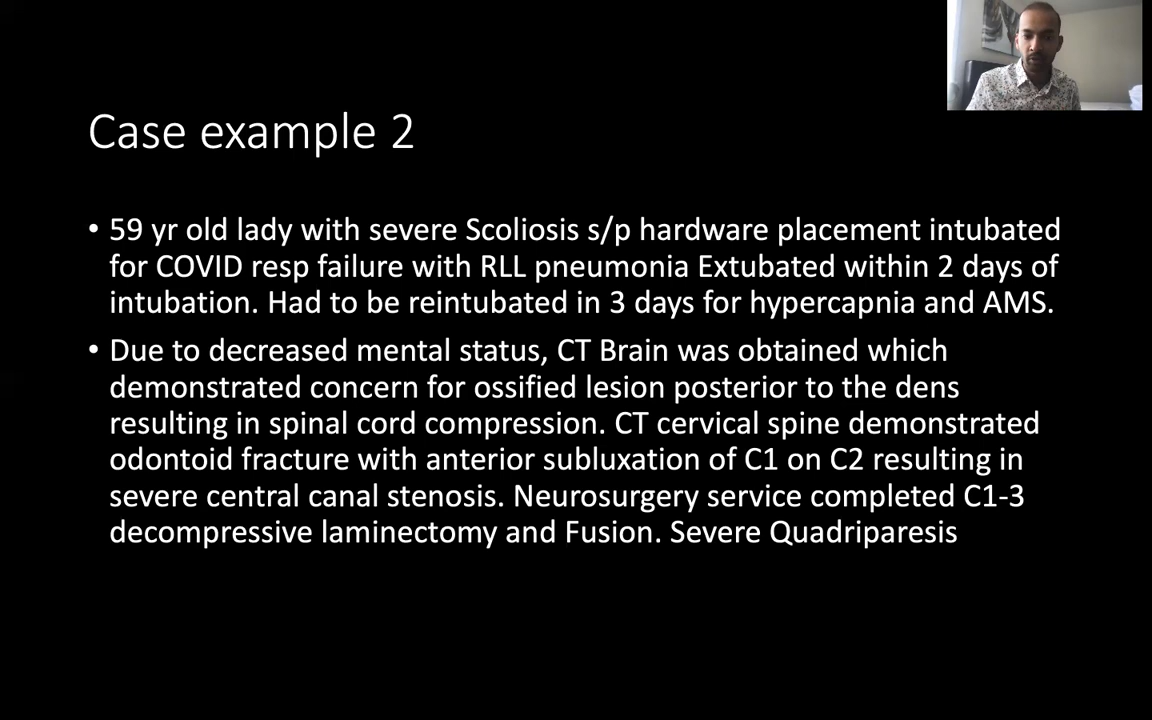 Case example 2
• 59 yr old lady with severe Scoliosis s/p hardware placement intubated
for COVID resp failure with RLL pneumonia Extubated within 2 days of
intubation. Had to be reintubated in 3 days for hypercapnia and AMS.
• Due to decreased mental status, CT Brain was obtained which
demonstrated concern for ossified lesion posterior to the dens
resulting in spinal cord compression. CT cervical spine demonstrated
odontoid fracture with anterior subluxation of C1 on C2 resulting in
severe central canal stenosis. Neurosurgery service completed C1-3
decompressive laminectomy and Fusion. Severe Quadriparesis